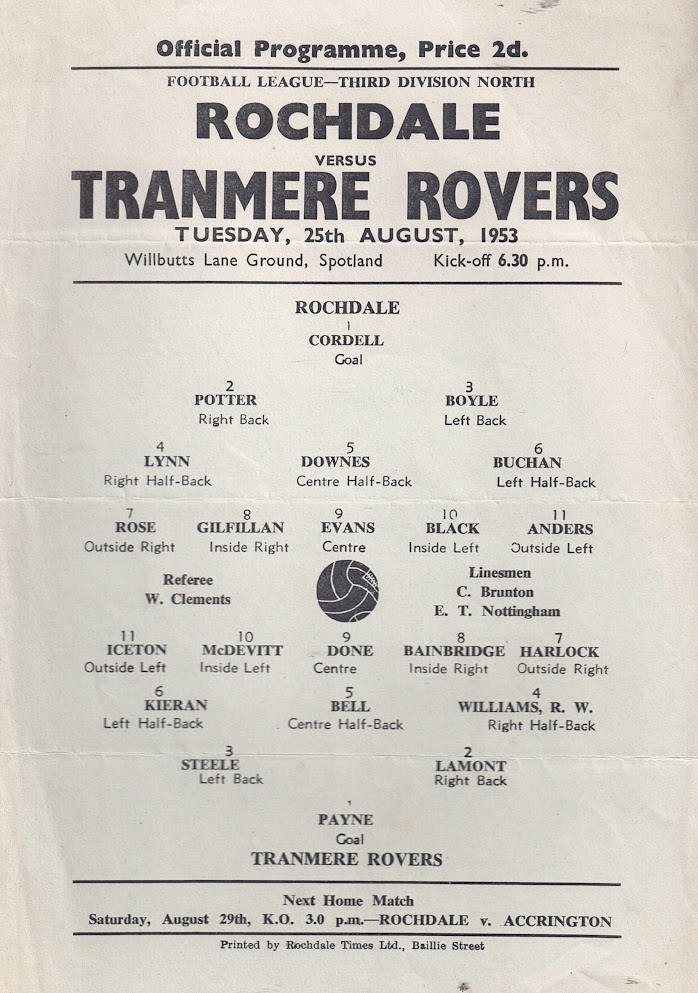 Official Programme, Price 2d.
FOOTBALL LEAGUE—THIRD DIVISION NORTH
ROCHDALE
VERSUS
TRANMERE ROVERS
TUESDAY, 25th AUGUST, 1953
Willbutts Lane Ground, Spotland Kick-off 6.30 p.m.
ROCHDALE
1
CORDELL
Goal
2 3
POTTER BOYLE
Right Back Left Back
4 5 6
LYNN DOWNES BUCHAN
Right Half-Back Centre Half-Back Left Half-Back
7 8 9 10 11
ROSE GILFILLAN EVANS BLACK ANDERS
Outside Right Inside Right Centre Inside Left Outside Left
Referee
W. Clements
Linesmen
C. Brunton
E. T. Nottingham
11 10 9 8 7
ICETON McDEVITT DONE BAINBRIDGE HARLOCK
Outside Left Inside Left Centre Inside Right Outside Right
6 5 4
KIERAN BELL WILLIAMS, R. W.
Left Half-Back Centre Half-Back Right Half-Back
3 2
STEELE LAMONT
Left Back Right Back
1
PAYNE
Goal
TRANMERE ROVERS
Next Home Match
Saturday, August 29th, K.O. 3.0 p.m.—ROCHDALE v. ACCRINGTON
Printed by Rochdale Times Ltd., Baillie Street